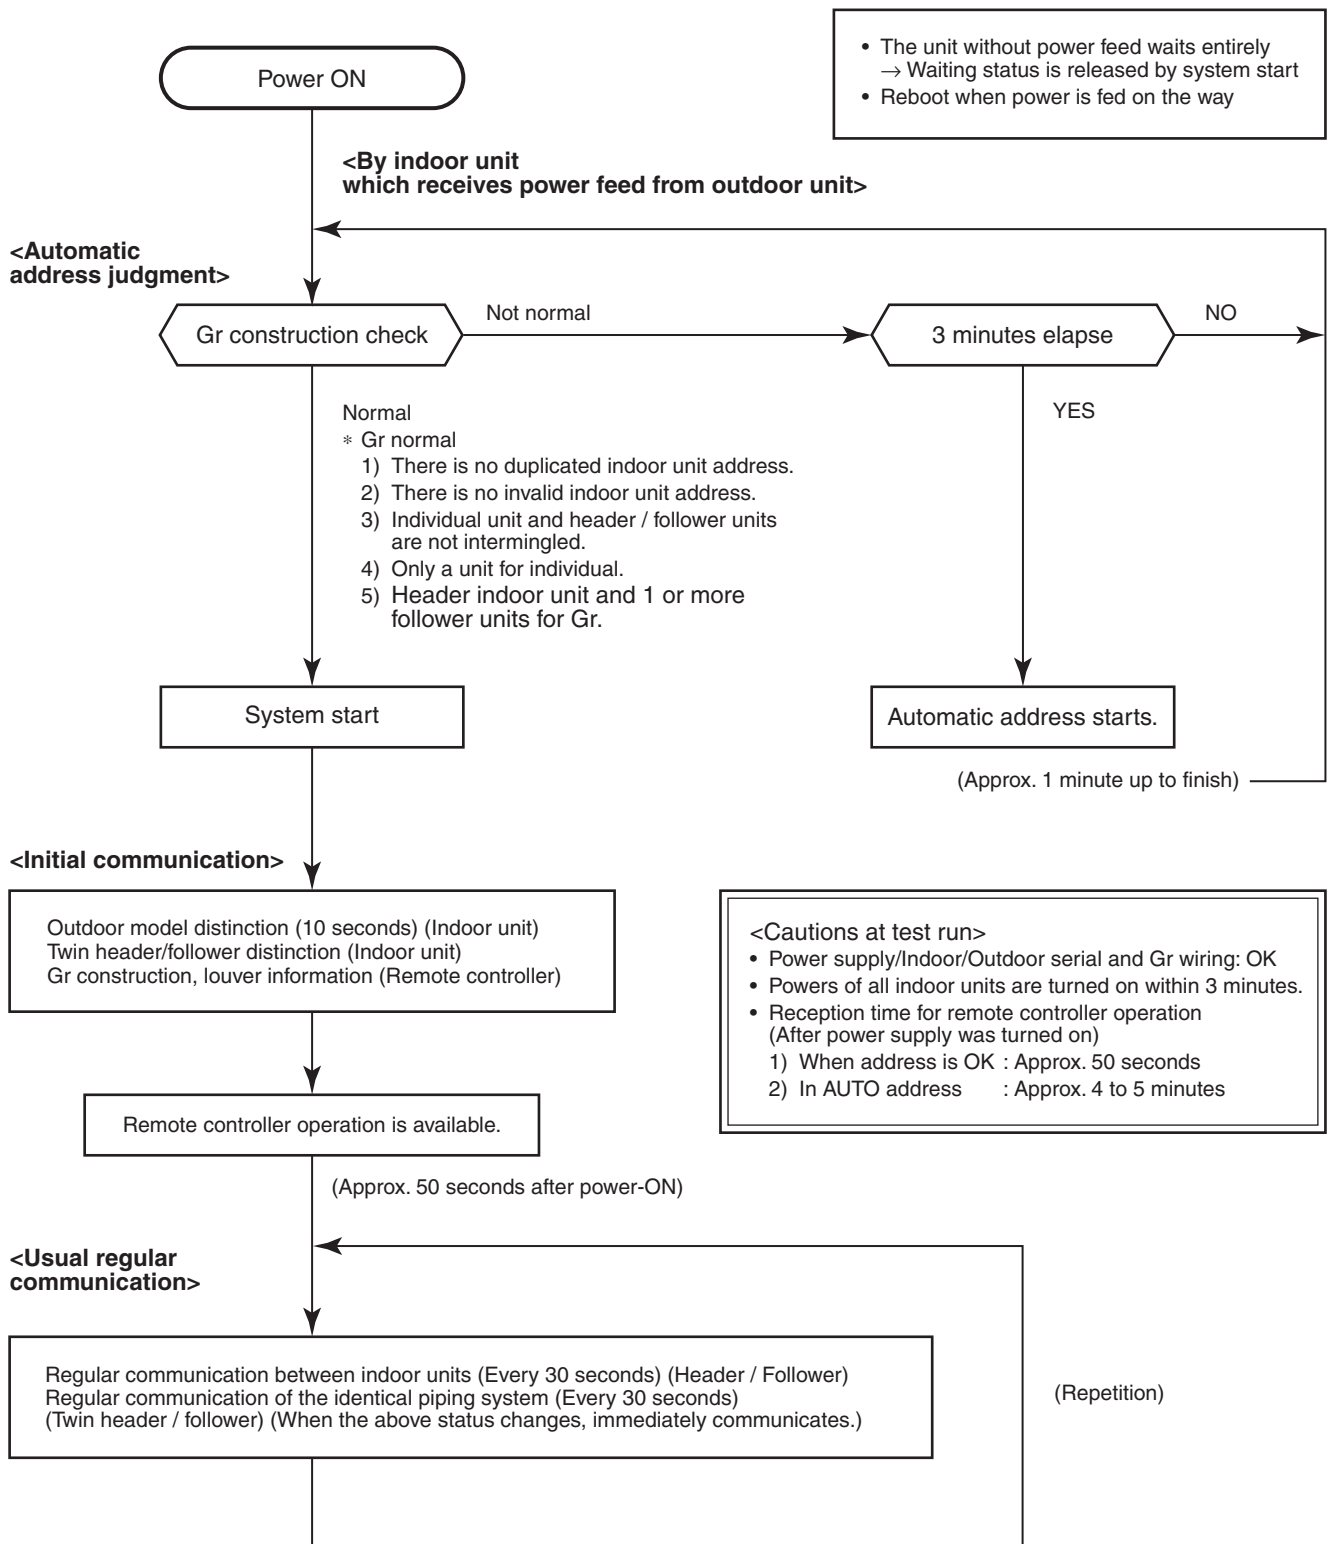 • The unit without power feed waits entirely
→ Waiting status is released by system start
• Reboot when power is fed on the way
Power ON
<By indoor unit
which receives power feed from outdoor unit>
<Automatic
address judgment>
Gr construction check
Not normal
3 minutes elapse
NO
YES
Normal
* Gr normal
1) There is no duplicated indoor unit address.
2) There is no invalid indoor unit address.
3) Individual unit and header / follower units
are not intermingled.
4) Only a unit for individual.
5) Header indoor unit and 1 or more
follower units for Gr.
System start
Automatic address starts.
(Approx. 1 minute up to finish)
<Initial communication>
Outdoor model distinction (10 seconds) (Indoor unit)
Twin header/follower distinction (Indoor unit)
Gr construction, louver information (Remote controller)
<Cautions at test run>
• Power supply/Indoor/Outdoor serial and Gr wiring: OK
• Powers of all indoor units are turned on within 3 minutes.
• Reception time for remote controller operation
(After power supply was turned on)
1) When address is OK : Approx. 50 seconds
2) In AUTO address : Approx. 4 to 5 minutes
Remote controller operation is available.
(Approx. 50 seconds after power-ON)
<Usual regular
communication>
Regular communication between indoor units (Every 30 seconds) (Header / Follower)
Regular communication of the identical piping system (Every 30 seconds)
(Twin header / follower) (When the above status changes, immediately communicates.)
(Repetition)